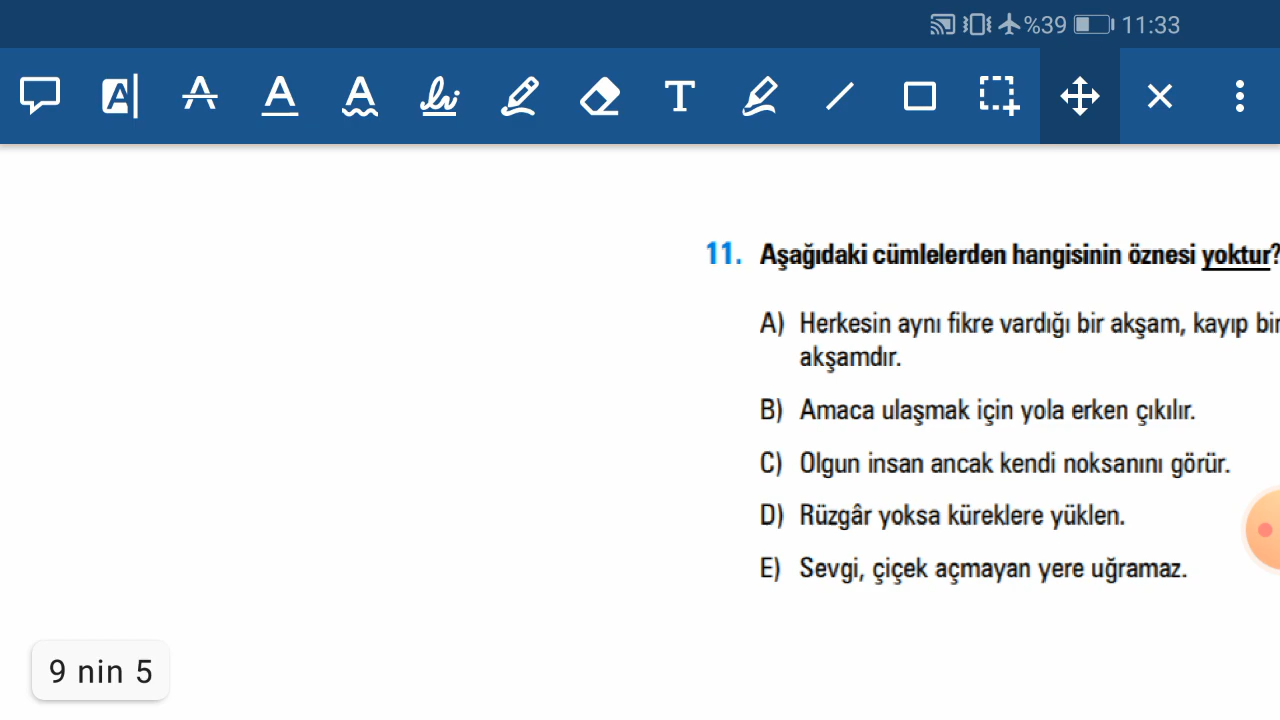 %39 11:33
11. Aşağıdaki cümlelerden hangisinin öznesi yoktur?
A) Herkesin aynı fikre vardığı bir akşam, kayıp bir
akşamdır.
B) Amaca ulaşmak için yola erken çıkılır.
C) Olgun insan ancak kendi noksanını görür.
D) Rüzgâr yoksa küreklere yüklen.
E) Sevgi, çiçek açmayan yere uğramaz.
9 nin 5